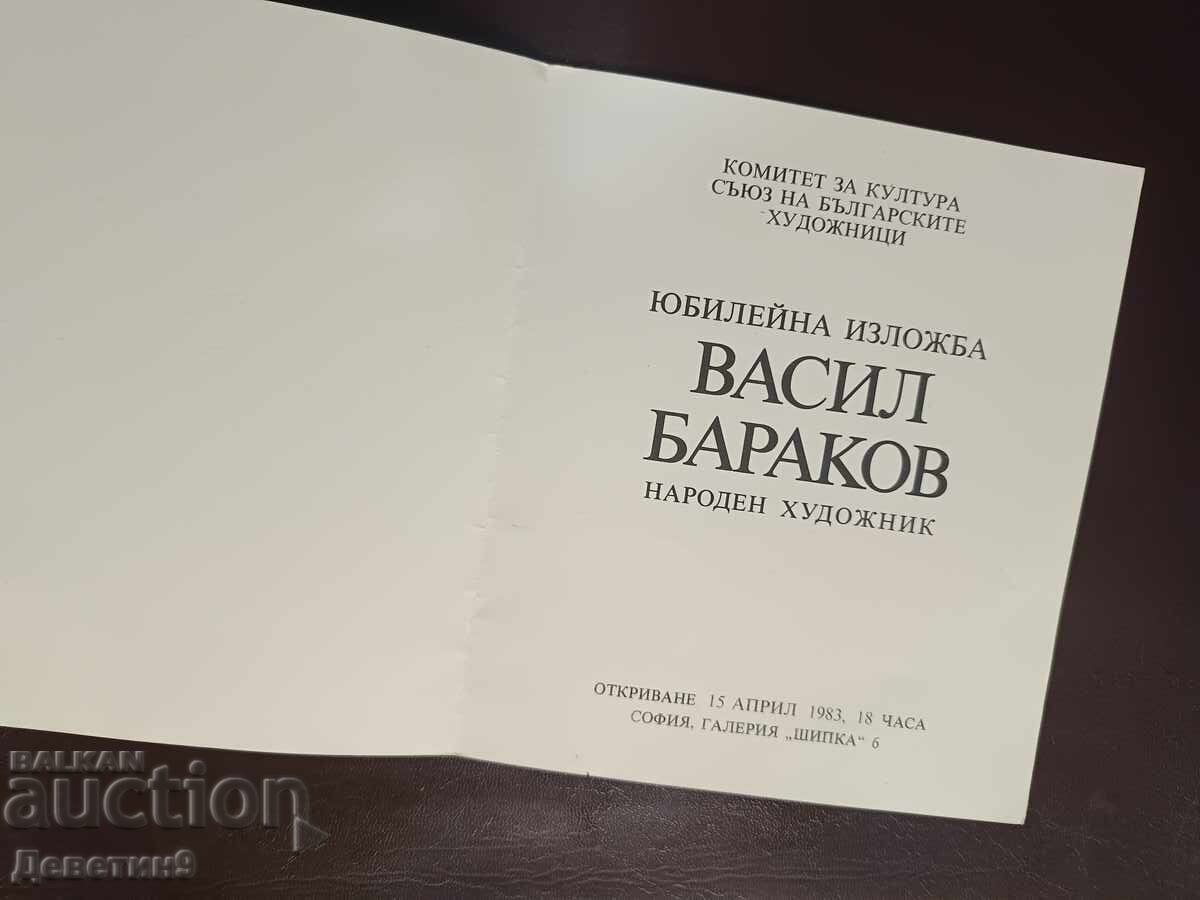 КОМИТЕТ ЗА КУЛТУРА
СЪЮЗ НА БЪЛГАРСКИТЕ
ХУДОЖНИЦИ
ЮБИЛЕЙНА ИЗЛОЖБА
ВАСИЛ
БАРАКОВ
НАРОДЕН ХУДОЖНИК
ОТКРИВАНЕ 15 АПРИЛ 1983, 18 ЧАСА
СОФИЯ, ГАЛЕРИЯ „ШИПКА“ 6
BALKAN
auction
Деветин9